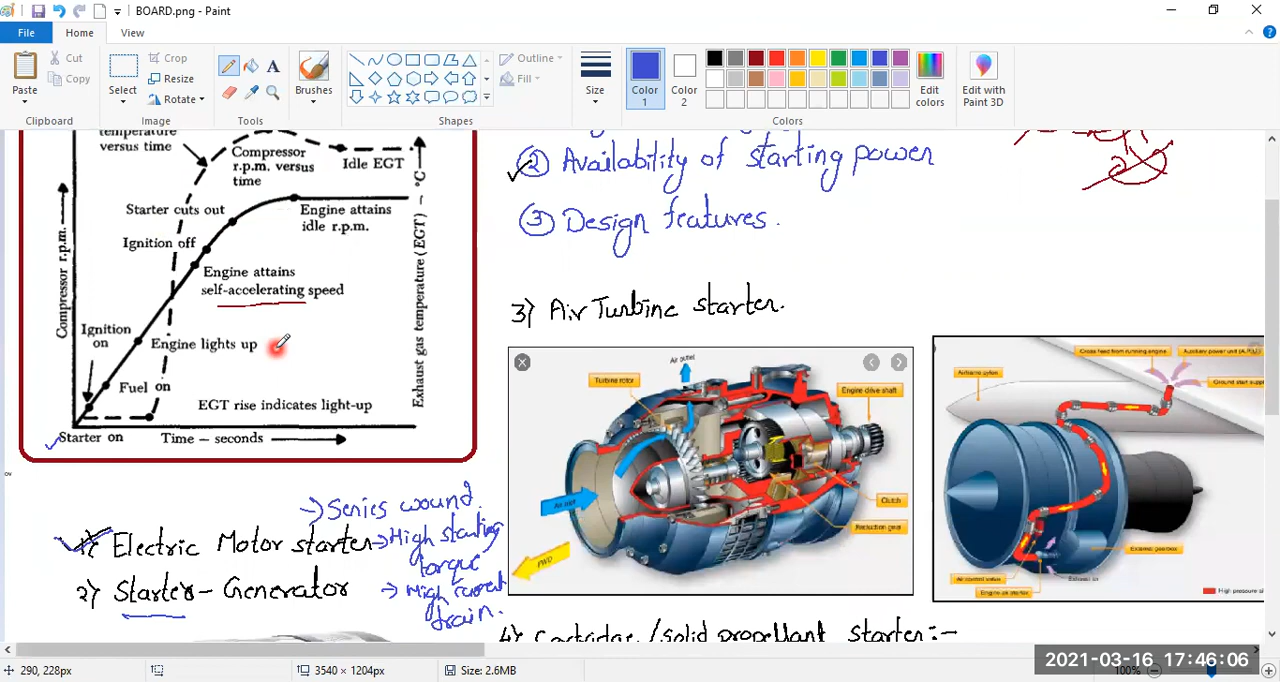 BOARD.png - Paint
File
Home
View
Cut
Copy
Paste
Clipboard
Crop
Resize
Rotate
Select
Image
Tools
Brushes
Outline
Fill
Shapes
Size
Color 1
Color 2
Edit colors
Edit with Paint 3D
Colors
temperature
versus time
Compressor
r.p.m. versus
time
Idle EGT
Starter cuts out
Engine attains
idle r.p.m.
Ignition off
Engine attains
self-accelerating speed
Ignition
on
Engine lights up
Fuel on
EGT rise indicates light-up
Starter on
Time – seconds
Compressor r.p.m.
Exhaust gas temperature (EGT) ~ °C
② Availability of starting power
③ Design features.
3) Air Turbine starter.
Air outlet
Turbine rotor
Engine drive shaft
Air inlet
Clutch
Reduction gear
FWD
Cross feed from running engine
Auxiliary power unit (A.P.U.)
Ground start supply
Airframe pylon
External gearbox
Air control valve
Engine air starter
Exhaust air
High pressure
→ Series wound.
1) Electric Motor starter → High starting
torque
2) Starter - Generator
→ High current
drain.
4) Cartridge/solid propellant starter:-
290, 228px
3540 × 1204px
Size: 2.6MB
100%
2021-03-16 17:46:06